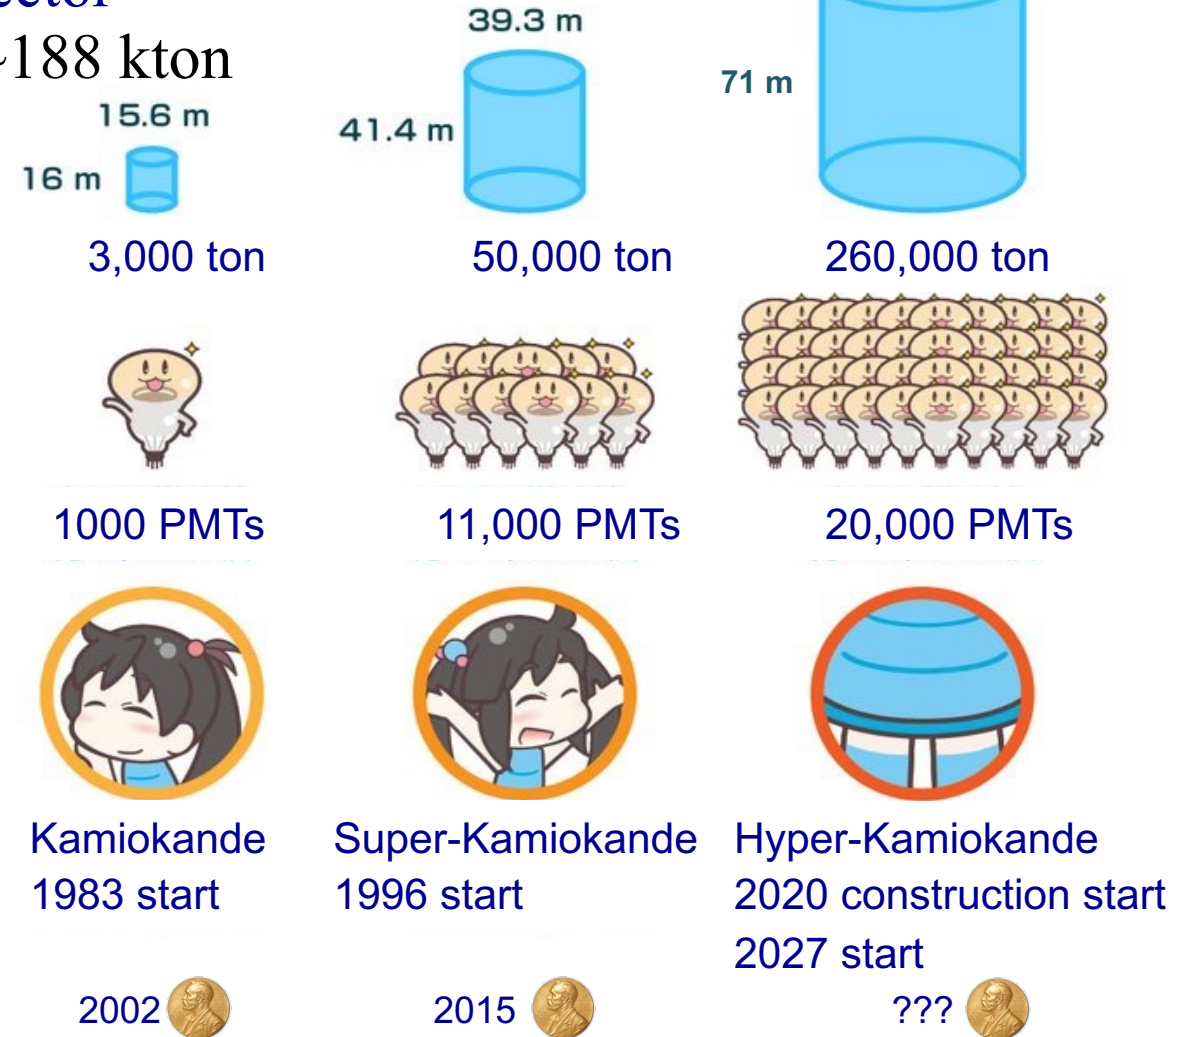 ~188 kton
39.3 m
71 m
15.6 m
41.4 m
16 m
3,000 ton 50,000 ton 260,000 ton
1000 PMTs 11,000 PMTs 20,000 PMTs
Kamiokande
1983 start
Super-Kamiokande
1996 start
Hyper-Kamiokande
2020 construction start
2027 start
2002 2015 ???